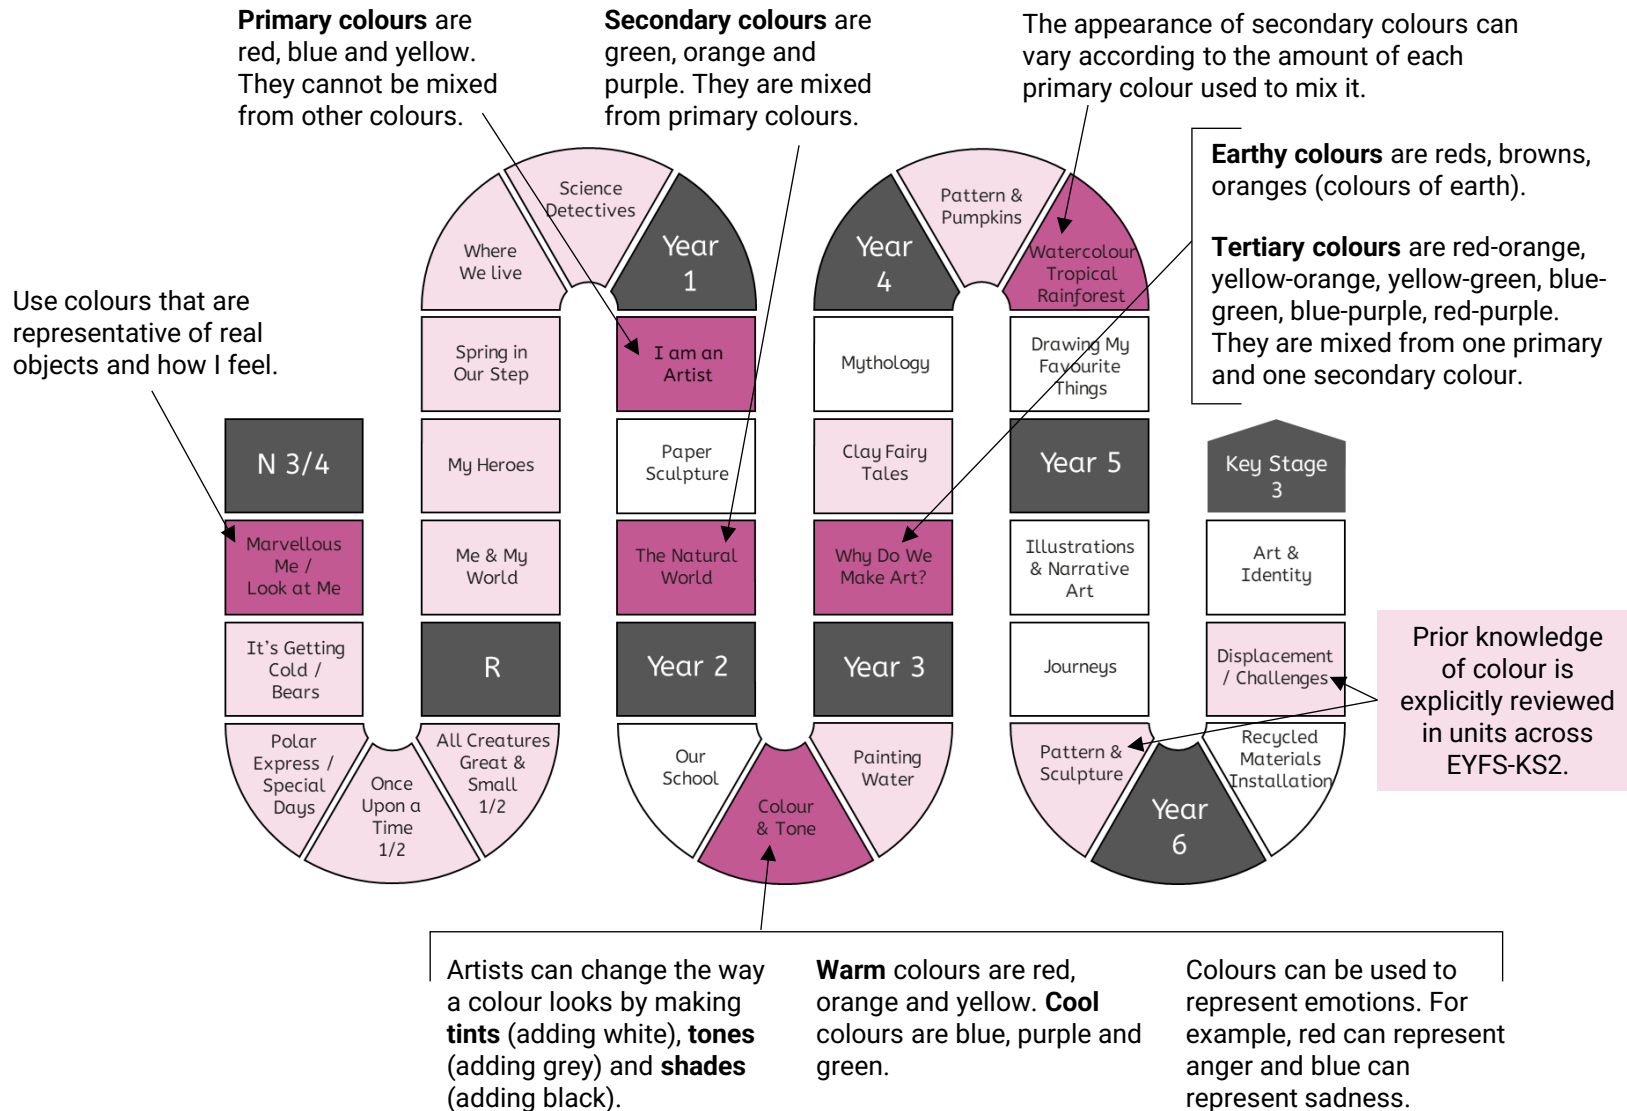 Primary colours are
red, blue and yellow.
They cannot be mixed
from other colours.
Secondary colours are
green, orange and
purple. They are mixed
from primary colours.
The appearance of secondary colours can
vary according to the amount of each
primary colour used to mix it.
Earthy colours are reds, browns,
oranges (colours of earth).
Tertiary colours are red-orange,
yellow-orange, yellow-green, blue-
green, blue-purple, red-purple.
They are mixed from one primary
and one secondary colour.
Use colours that are
representative of real
objects and how I feel.
N 3/4
Marvellous
Me /
Look at Me
It's Getting
Cold /
Bears
Polar
Express /
Special
Days
Once
Upon a
Time
1/2
All Creatures
Great &
Small
1/2
R
Me & My
World
My Heroes
Spring in
Our Step
Where
We live
Science
Detectives
Year
1
I am an
Artist
Paper
Sculpture
The Natural
World
Year 2
Our
School
Colour
& Tone
Painting
Water
Year 3
Why Do We
Make Art?
Clay Fairy
Tales
Mythology
Year
4
Pattern &
Pumpkins
Watercolour
Tropical
Rainforest
Drawing My
Favourite
Things
Year 5
Illustrations
& Narrative
Art
Journeys
Pattern &
Sculpture
Year
6
Recycled
Materials
Installation
Displacement
/ Challenges
Art &
Identity
Key Stage
3
Prior knowledge
of colour is
explicitly reviewed
in units across
EYFS-KS2.
Artists can change the way
a colour looks by making
tints (adding white), tones
(adding grey) and shades
(adding black).
Warm colours are red,
orange and yellow. Cool
colours are blue, purple and
green.
Colours can be used to
represent emotions. For
example, red can represent
anger and blue can
represent sadness.